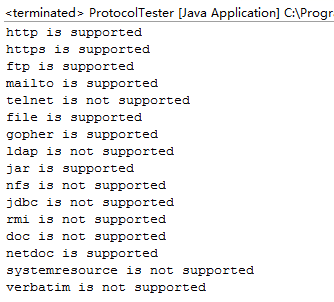 <terminated> ProtocolTester [Java Application] C:\Progra
http is supported
https is supported
ftp is supported
mailto is supported
telnet is not supported
file is supported
gopher is supported
ldap is not supported
jar is supported
nfs is not supported
jdbc is not supported
rmi is not supported
doc is not supported
netdoc is supported
systemresource is not supported
verbatim is not supported